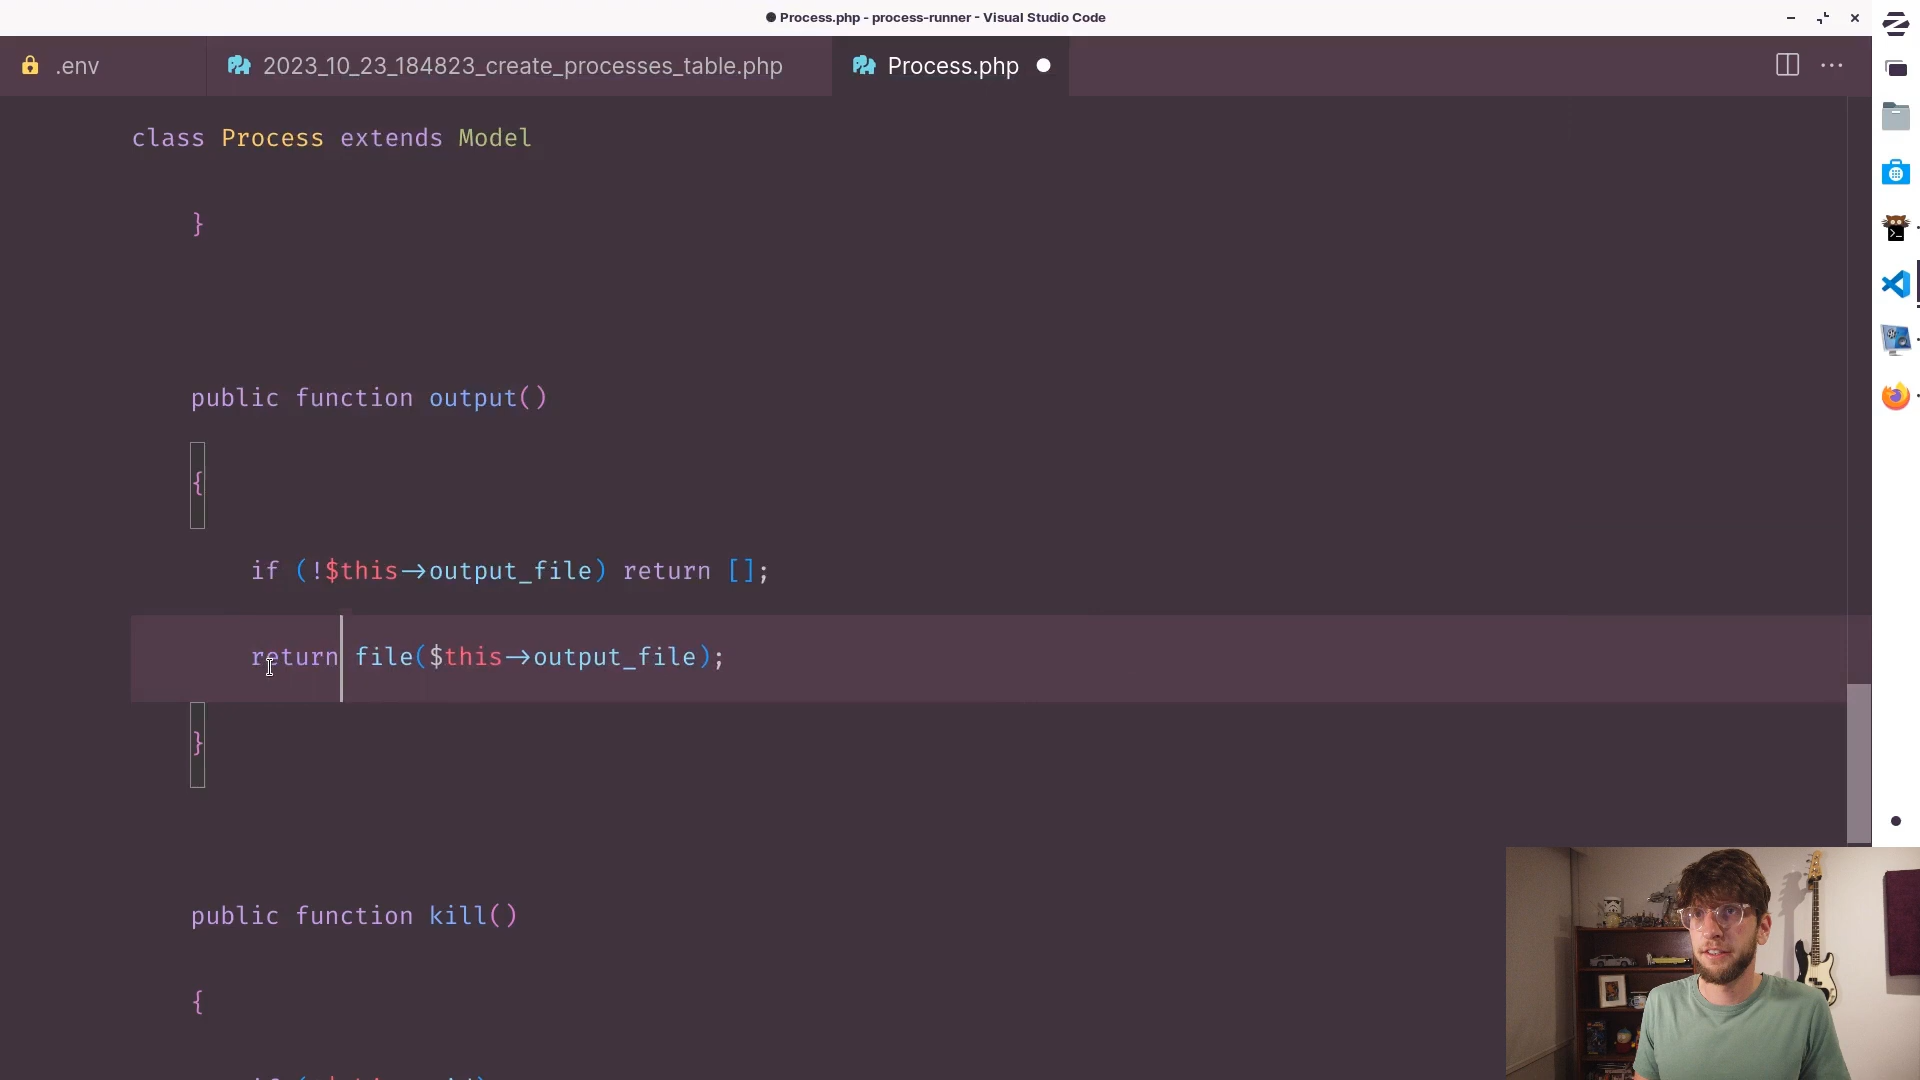 Process.php - process-runner - Visual Studio Code
.env
2023_10_23_184823_create_processes_table.php
Process.php
class Process extends Model
}
public function output()
{
if (!$this->output_file) return [];
return file($this->output_file);
}
public function kill()
{